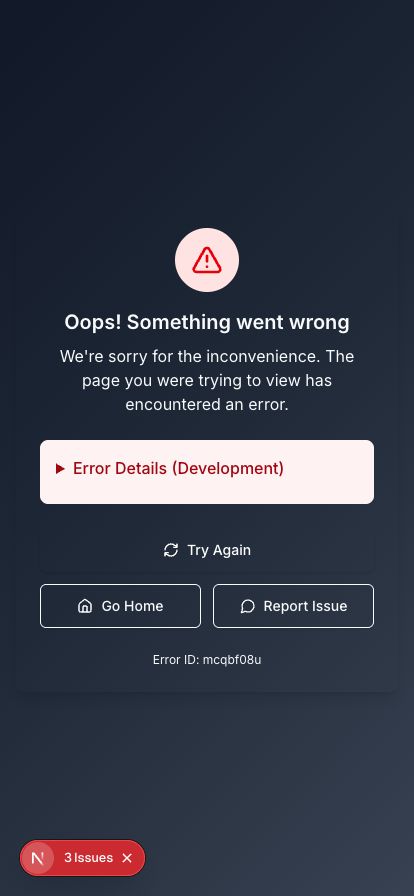 Oops! Something went wrong
We're sorry for the inconvenience. The
page you were trying to view has
encountered an error.
Error Details (Development)
Try Again
Go Home
Report Issue
Error ID: mcqbf08u
N 3 Issues